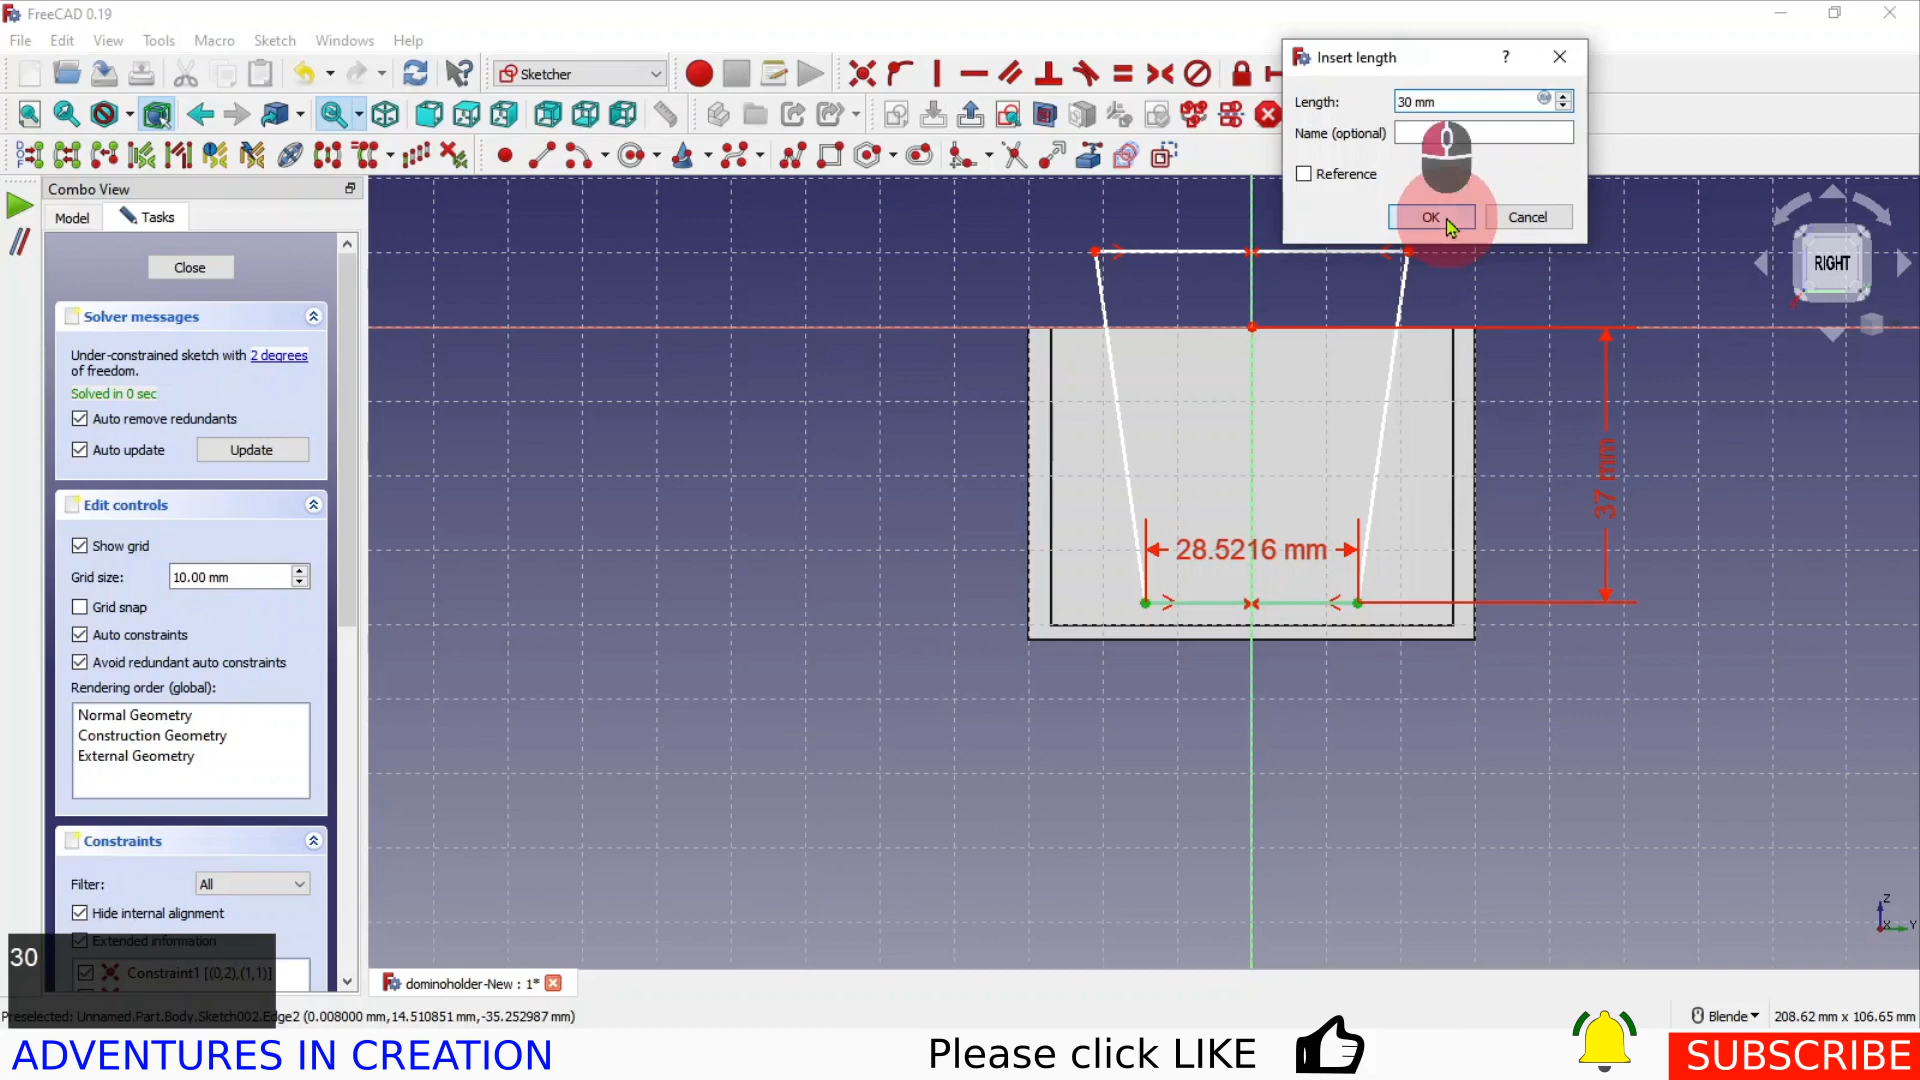 FreeCAD 0.19
File Edit View Tools Macro Sketch Windows Help
Sketcher
Insert length
?
Length: 30 mm
Name (optional)
Reference
OK Cancel
Combo View
Model Tasks
Close
Solver messages
Under-constrained sketch with 2 degrees
of freedom.
Solved in 0 sec
Auto remove redundants
Auto update Update
Edit controls
Show grid
Grid size: 10.00 mm
Grid snap
Auto constraints
Avoid redundant auto constraints
Rendering order (global):
Normal Geometry
Construction Geometry
External Geometry
Constraints
Filter: All
Hide internal alignment
Extended information
Constraint1 [(0,2),(1,1)]
30
RIGHT
37 mm
28.5216 mm
Z
X Y
dominoholder-New : 1*
Preselected: Unnamed.Part.Body.Sketch002.Edge2 (0.008000 mm,14.510851 mm,-35.252987 mm)
Blende 208.62 mm x 106.65 mm
ADVENTURES IN CREATION
Please click LIKE
SUBSCRIBE